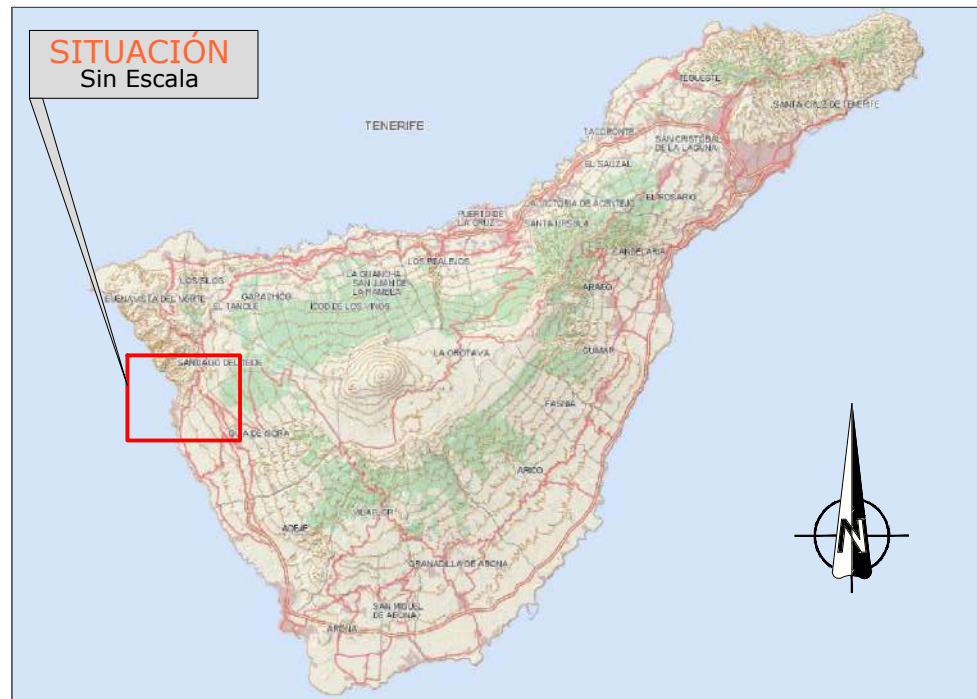 SITUACIÓN
Sin Escala
TENERIFE
TEGUESTE
SANTA CRUZ DE TENERIFE
TACORONTE
SAN CRISTÓBAL
DE LA LAGUNA
EL SAUZAL
LA VICTORIA DE ACENTEJO
EL ROSARIO
PUERTO DE
LA CRUZ
SANTA URSULA
CANDELARIA
LOS REALEJOS
LA GUANCHA
SAN JUAN DE
LA RAMBLA
LOS SILOS
BUENAVISTA DEL NORTE
GARACHICO
EL TANQUE
ICOD DE LOS VINOS
ARAFO
LA OROTAVA
GUIMAR
SANTIAGO DEL TEIDE
FASNIA
GUIA DE ISORA
ARICO
VILAFLOR
ADEJE
GRANADILLA DE ABONA
SAN MIGUEL
DE ABONA
ARONA
N